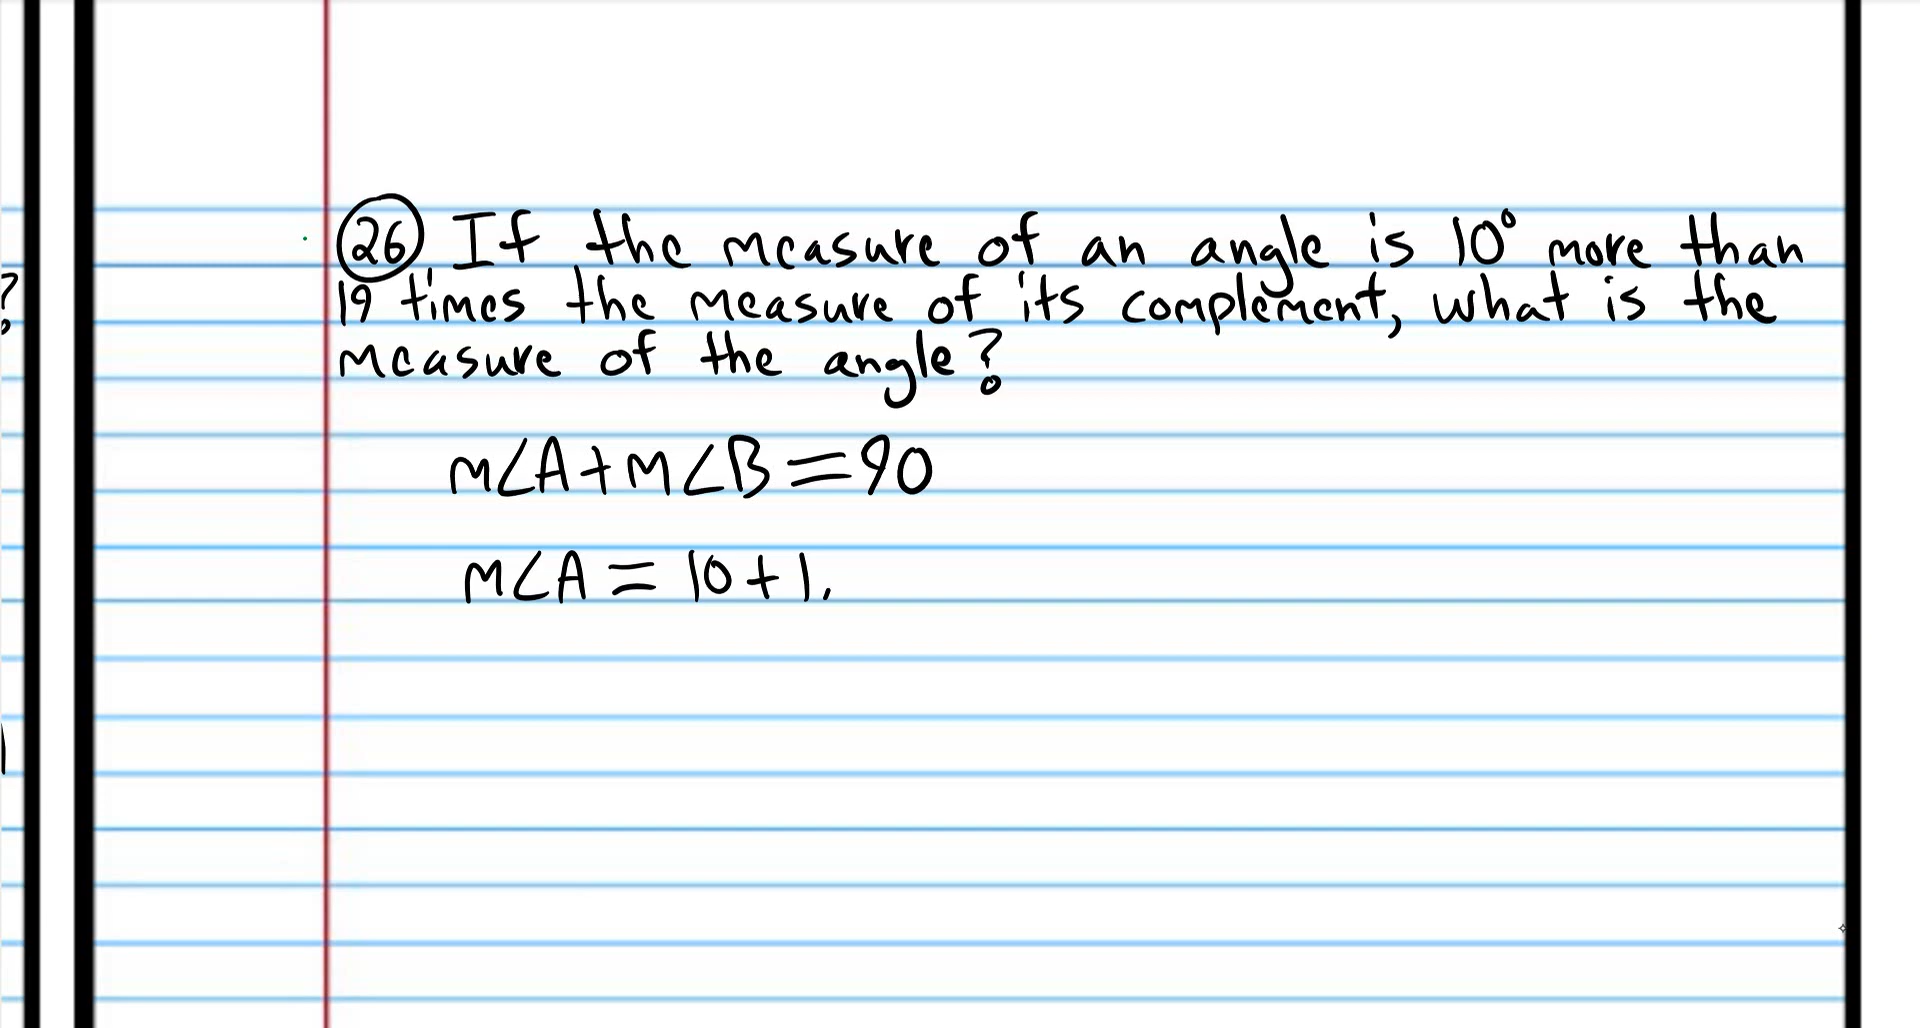 26 If the measure of an angle is 10° more than
19 times the measure of its complement, what is the
measure of the angle?
m∠A+m∠B=90
m∠A=10+1
?